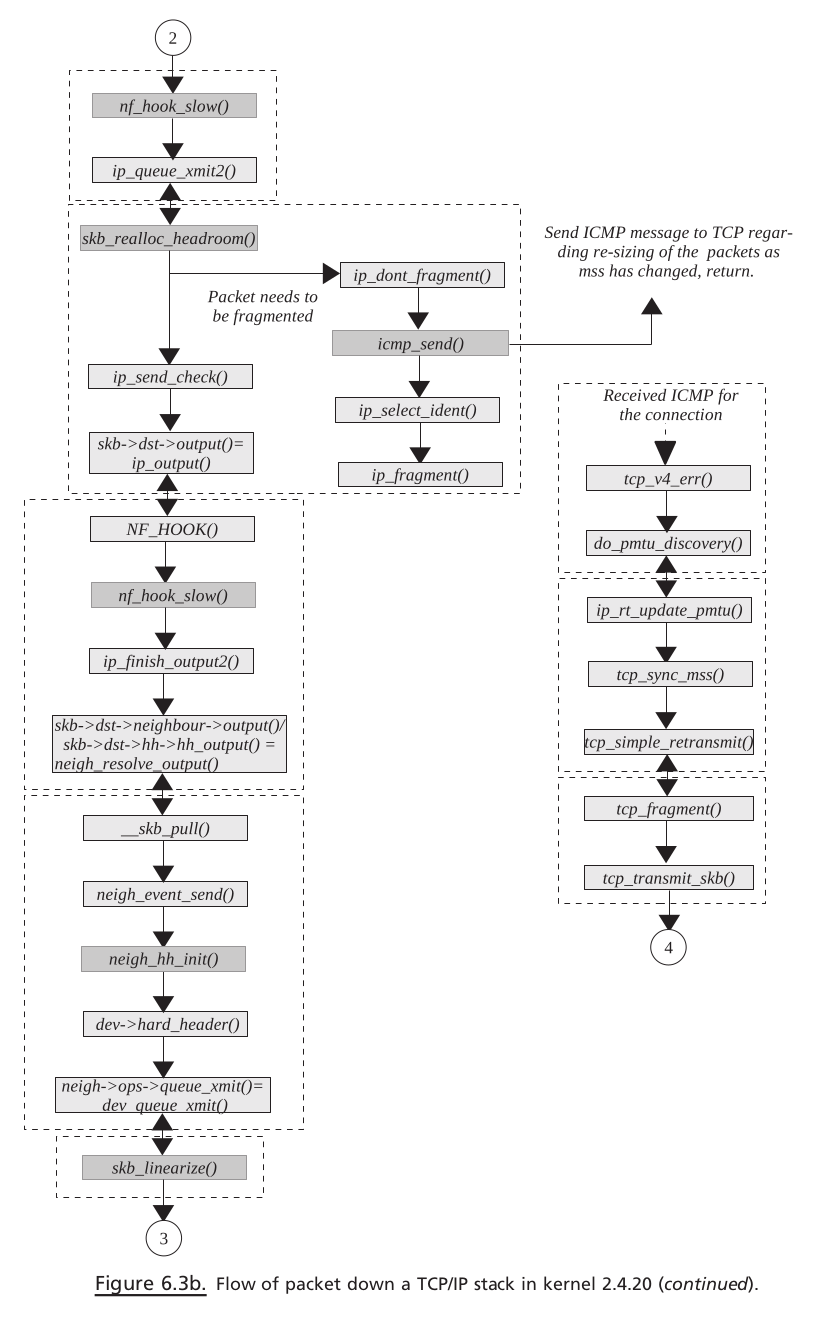 2
nf_hook_slow()
ip_queue_xmit2()
skb_realloc_headroom()
Packet needs to
be fragmented
ip_dont_fragment()
icmp_send()
ip_select_ident()
ip_fragment()
Send ICMP message to TCP regar-
ding re-sizing of the packets as
mss has changed, return.
ip_send_check()
skb->dst->output()=
ip_output()
NF_HOOK()
nf_hook_slow()
ip_finish_output2()
skb->dst->neighbour->output()/
skb->dst->hh->hh_output() =
neigh_resolve_output()
__skb_pull()
neigh_event_send()
neigh_hh_init()
dev->hard_header()
neigh->ops->queue_xmit()=
dev_queue_xmit()
skb_linearize()
3
Received ICMP for
the connection
tcp_v4_err()
do_pmtu_discovery()
ip_rt_update_pmtu()
tcp_sync_mss()
tcp_simple_retransmit()
tcp_fragment()
tcp_transmit_skb()
4
Figure 6.3b. Flow of packet down a TCP/IP stack in kernel 2.4.20 (continued).